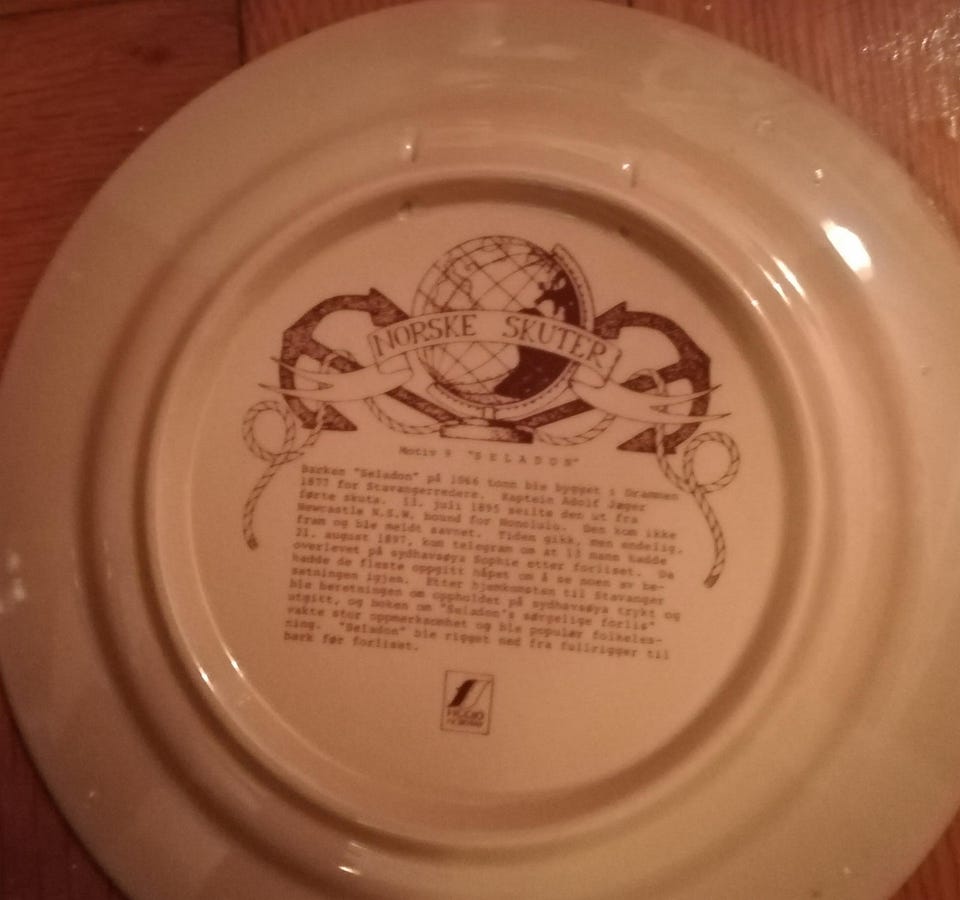 NORSKE SKUTER
Motiv 9 "SELADON"
Barken "Seladon" på 1066 tonn ble bygget i Drammen
1877 for Stavangerredere. Kaptein Adolf Jæger
førte skuta. 11. juli 1895 seilte den ut fra
Newcastle N.S.W. bound for Honolulu. Den kom ikke
fram og ble meldt savnet. Tiden gikk, men endelig,
21. august 1897, kom telegram om at 13 mann hadde
overlevet på sydhavsøya Sophie etter forliset. Da
hadde de fleste oppgitt håpet om å se noen av be-
setningen igjen. Etter hjemkomsten til Stavanger
ble beretningen om oppholdet på sydhavsøya trykt og
utgitt, og boken om "Seladon"s sørgelige forlis"
vakte stor oppmerksomhet og ble populær folkeles-
ning. "Seladon" ble rigget ned fra fullrigger til
bark før forliset.
FIGGJO
NORWAY